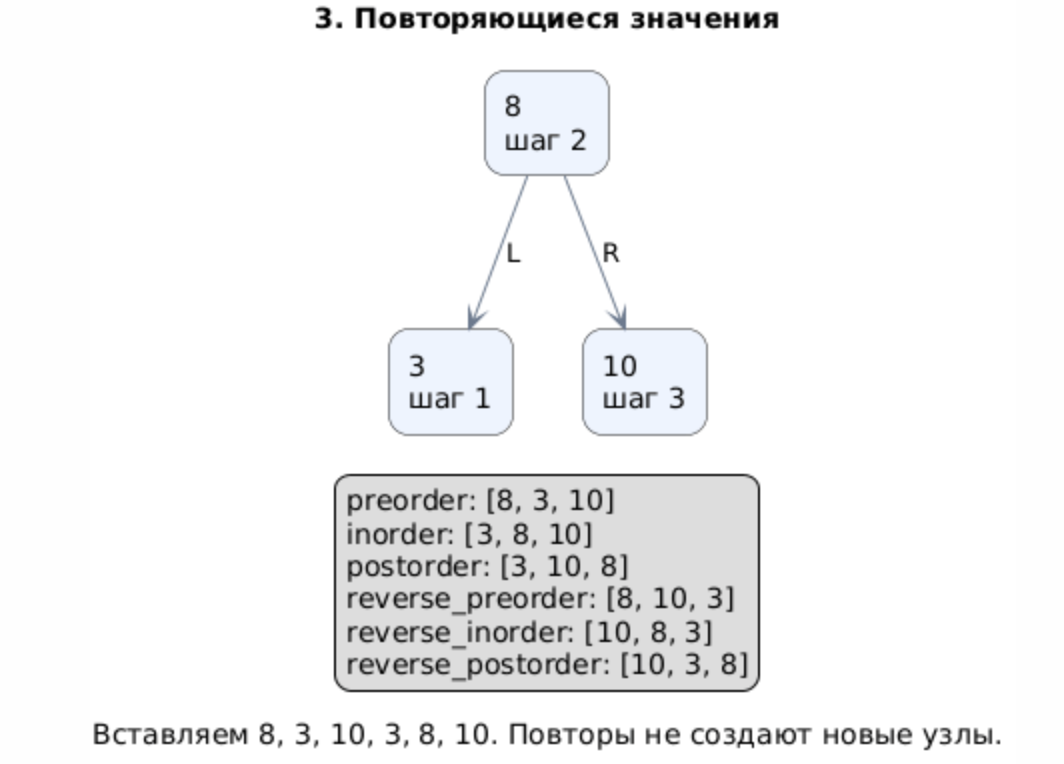 3. Повторяющиеся значения
8
шаг 2
L
R
3
шаг 1
10
шаг 3
preorder: [8, 3, 10]
inorder: [3, 8, 10]
postorder: [3, 10, 8]
reverse_preorder: [8, 10, 3]
reverse_inorder: [10, 8, 3]
reverse_postorder: [10, 3, 8]
Вставляем 8, 3, 10, 3, 8, 10. Повторы не создают новые узлы.